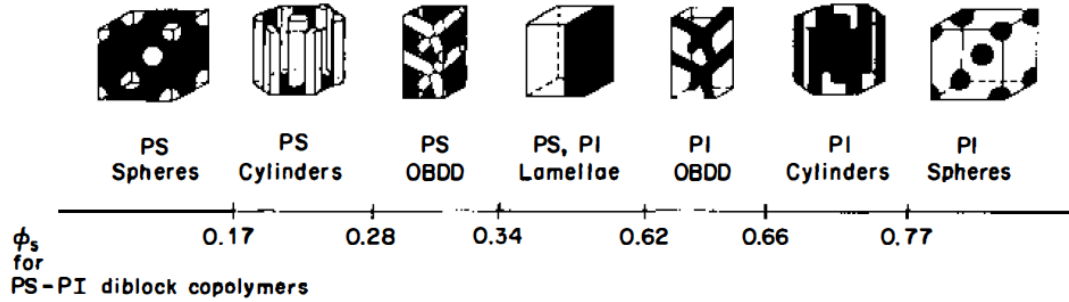 PS Spheres
PS Cylinders
PS OBDD
PS, PI Lamellae
PI OBDD
PI Cylinders
PI Spheres
0.17 0.28 0.34 0.62 0.66 0.77
ϕs
for
PS-PI diblock copolymers